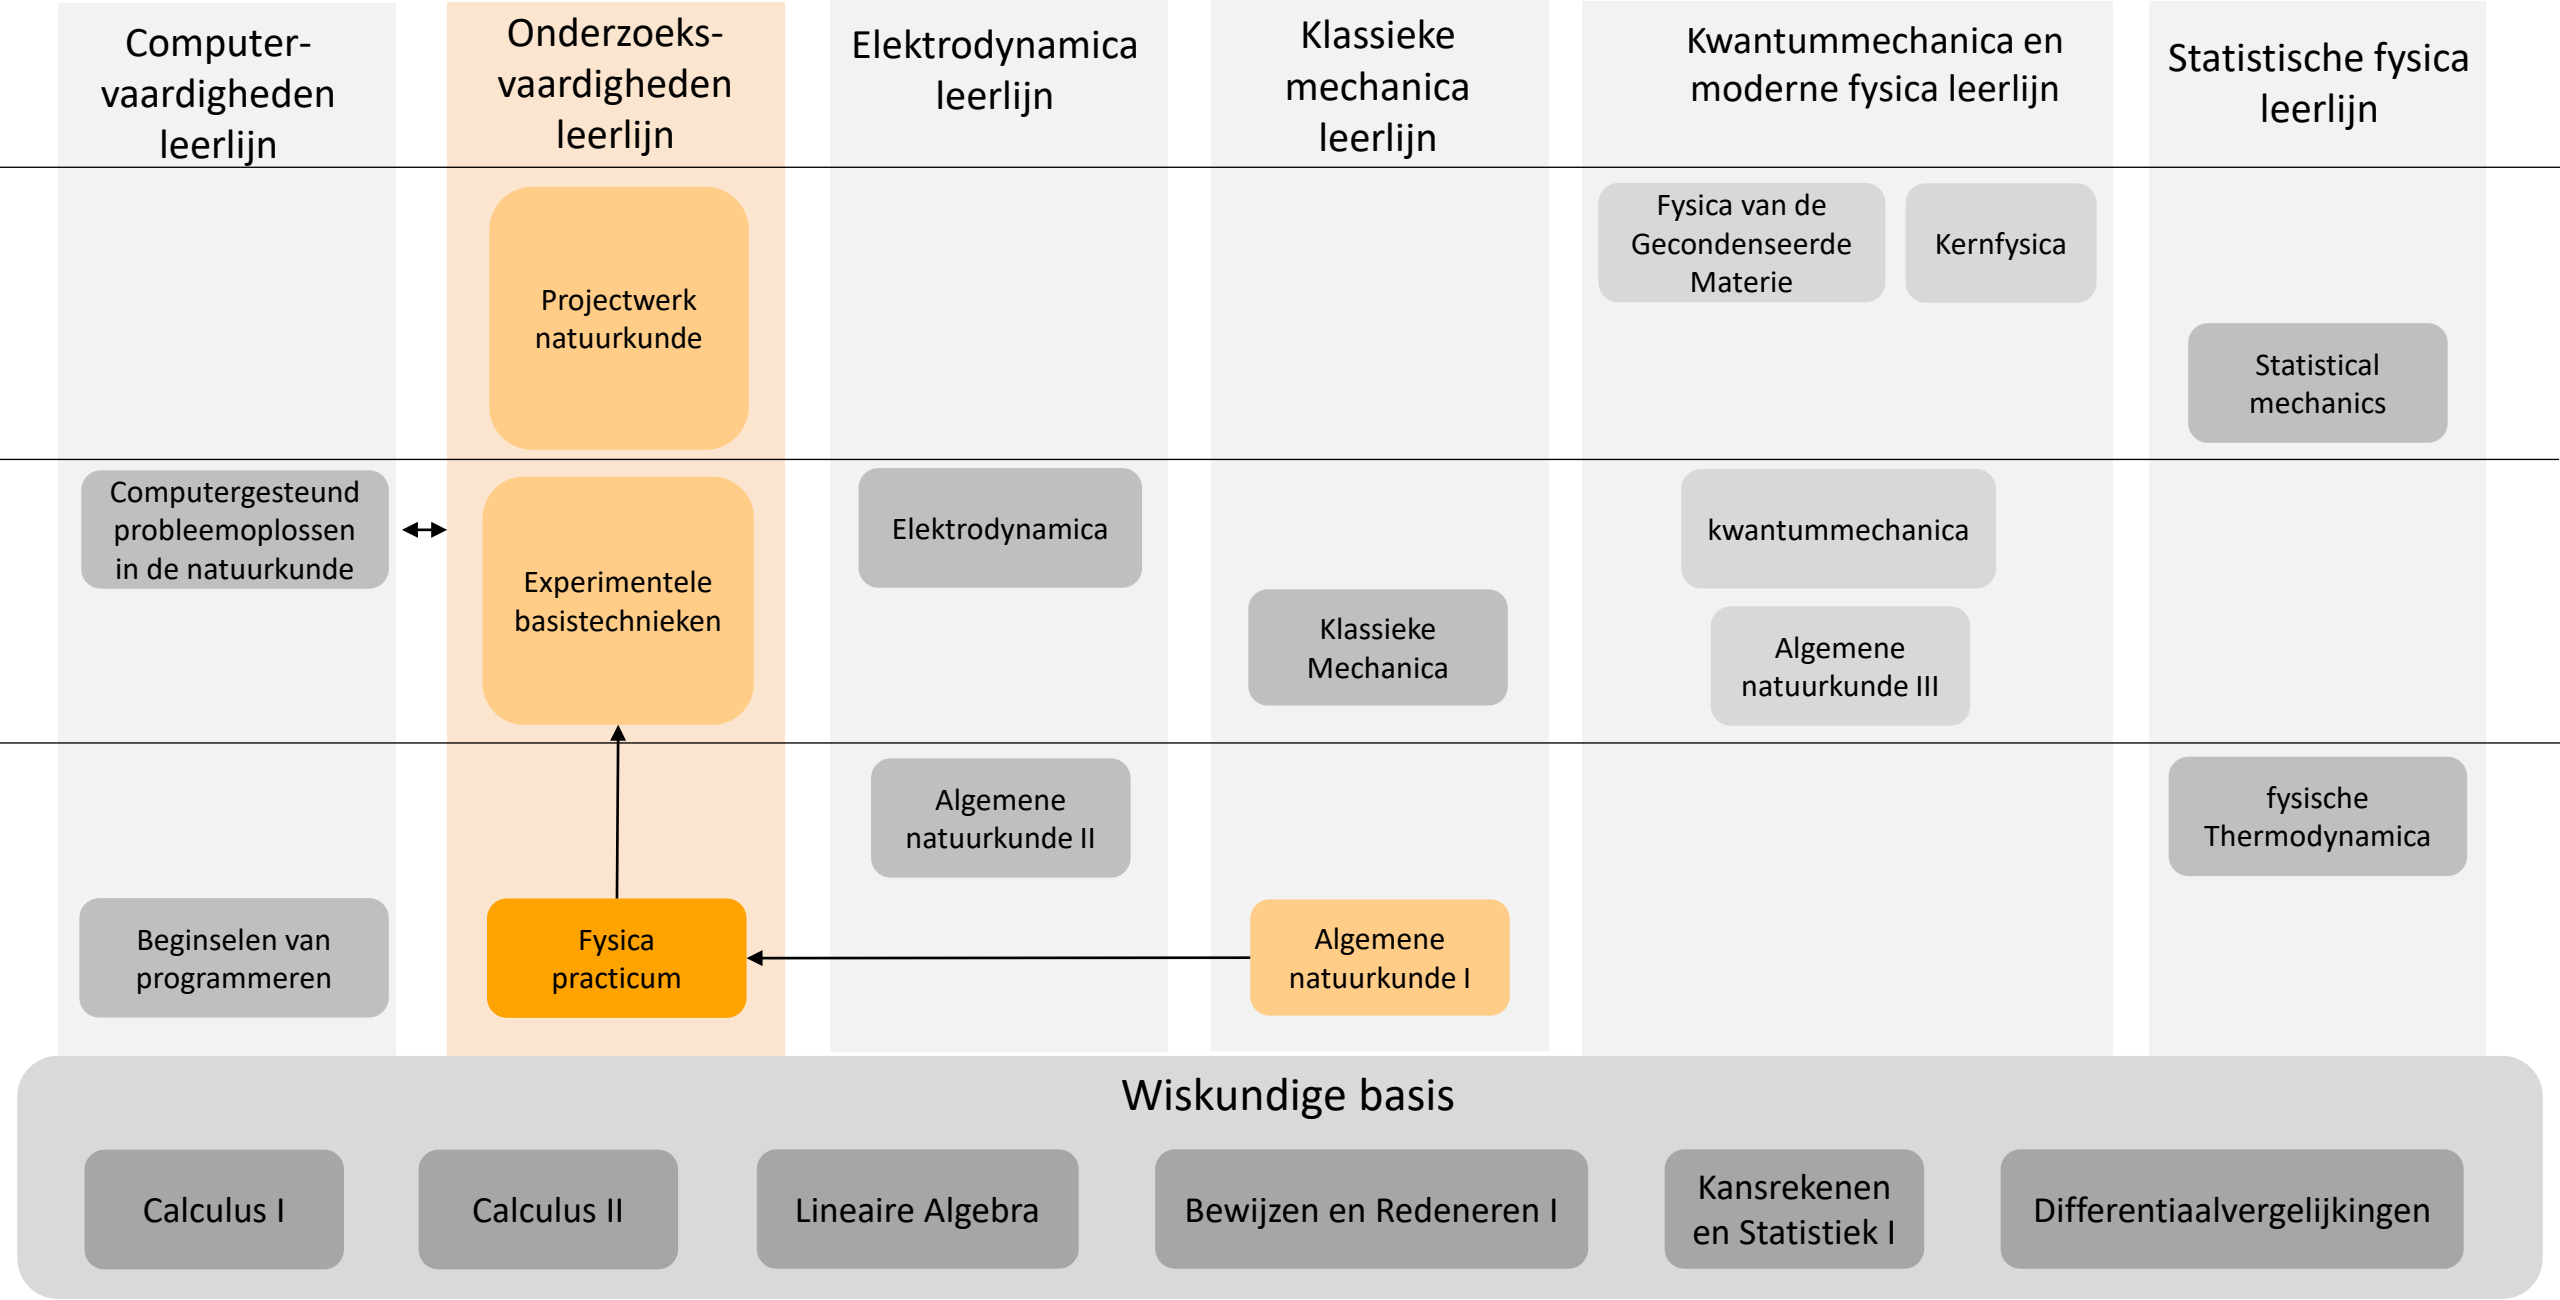 Computer-
vaardigheden
leerlijn
Onderzoeks-
vaardigheden
leerlijn
Elektrodynamica
leerlijn
Klassieke
mechanica
leerlijn
Kwantummechanica en
moderne fysica leerlijn
Statistische fysica
leerlijn
Projectwerk
natuurkunde
Fysica van de
Gecondenseerde
Materie
Kernfysica
Statistical
mechanics
Computergesteund
probleemoplossen
in de natuurkunde
Experimentele
basistechnieken
Elektrodynamica
Klassieke
Mechanica
kwantummechanica
Algemene
natuurkunde III
Algemene
natuurkunde II
fysische
Thermodynamica
Beginselen van
programmeren
Fysica
practicum
Algemene
natuurkunde I
Wiskundige basis
Calculus I
Calculus II
Lineaire Algebra
Bewijzen en Redeneren I
Kansrekenen
en Statistiek I
Differentiaalvergelijkingen